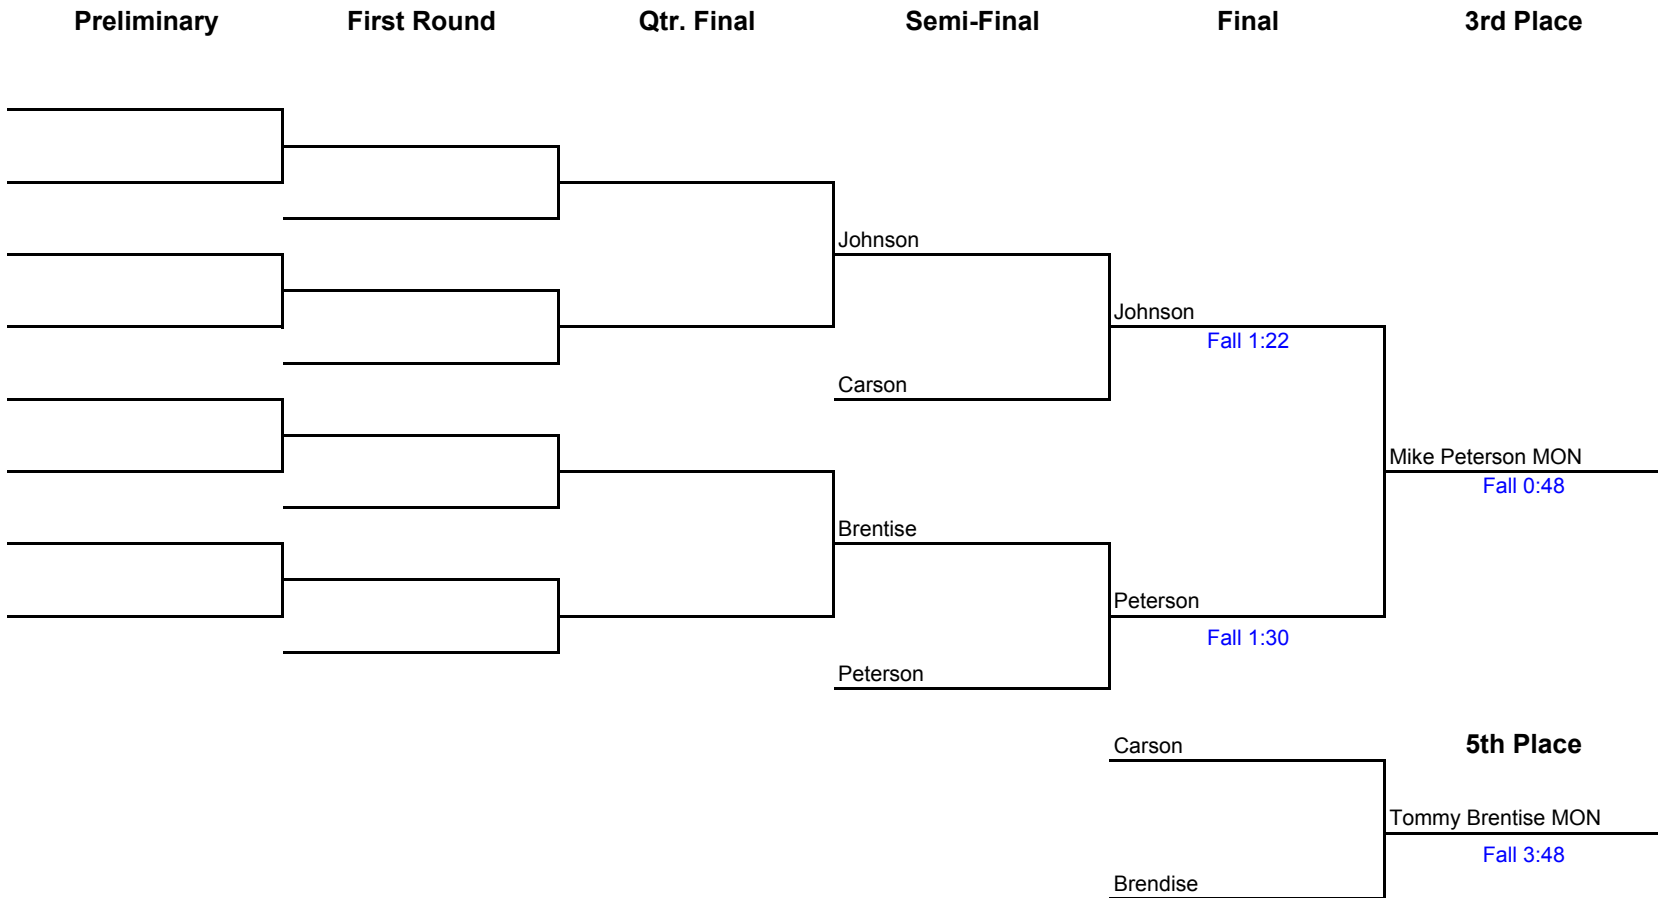 Preliminary First Round Qtr. Final Semi-Final Final 3rd Place
Johnson
Johnson
Fall 1:22
Carson
Mike Peterson MON
Fall 0:48
Brentise
Peterson
Fall 1:30
Peterson
Carson
5th Place
Tommy Brentise MON
Fall 3:48
Brendise